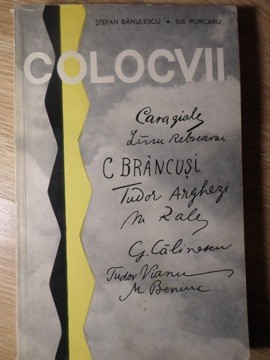 ȘTEFAN BĂNULESCU • ILIE PURCARU
COLOCVII
Caragiale
Liviu Rebreanu
C BRÂNCUȘI
Tudor Arghezi
M Ralea
G. Călinescu
Tudor Vianu
M. Beniuc